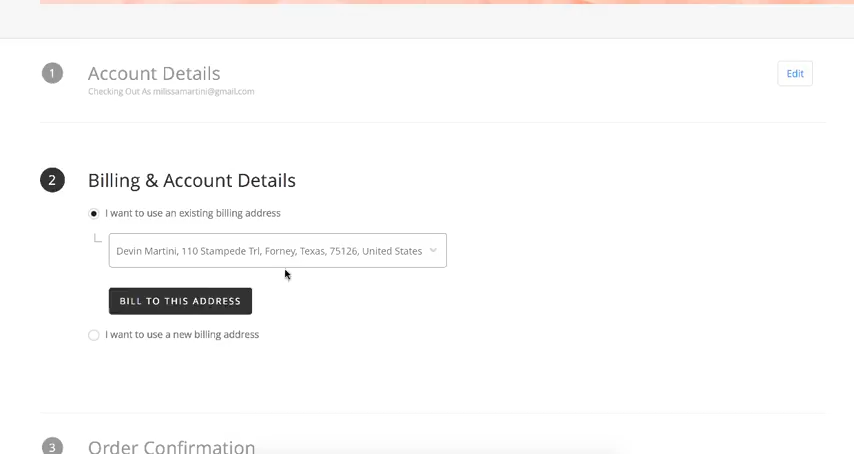 1
Account Details
Edit
Checking Out As milissamartini@gmail.com
2
Billing & Account Details
I want to use an existing billing address
Devin Martini, 110 Stampede Trl, Forney, Texas, 75126, United States
BILL TO THIS ADDRESS
I want to use a new billing address
3
Order Confirmation